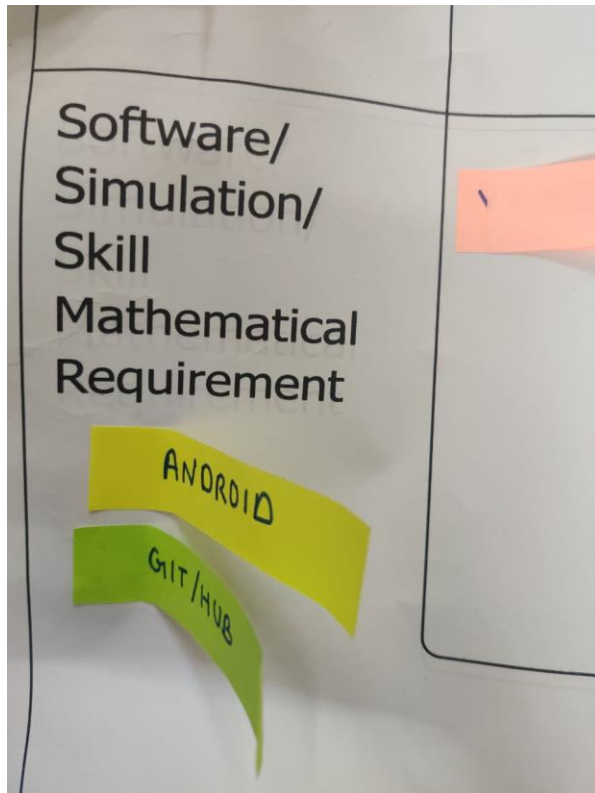 Software/
Simulation/
Skill
Mathematical
Requirement
ANDROID
GIT/HUB